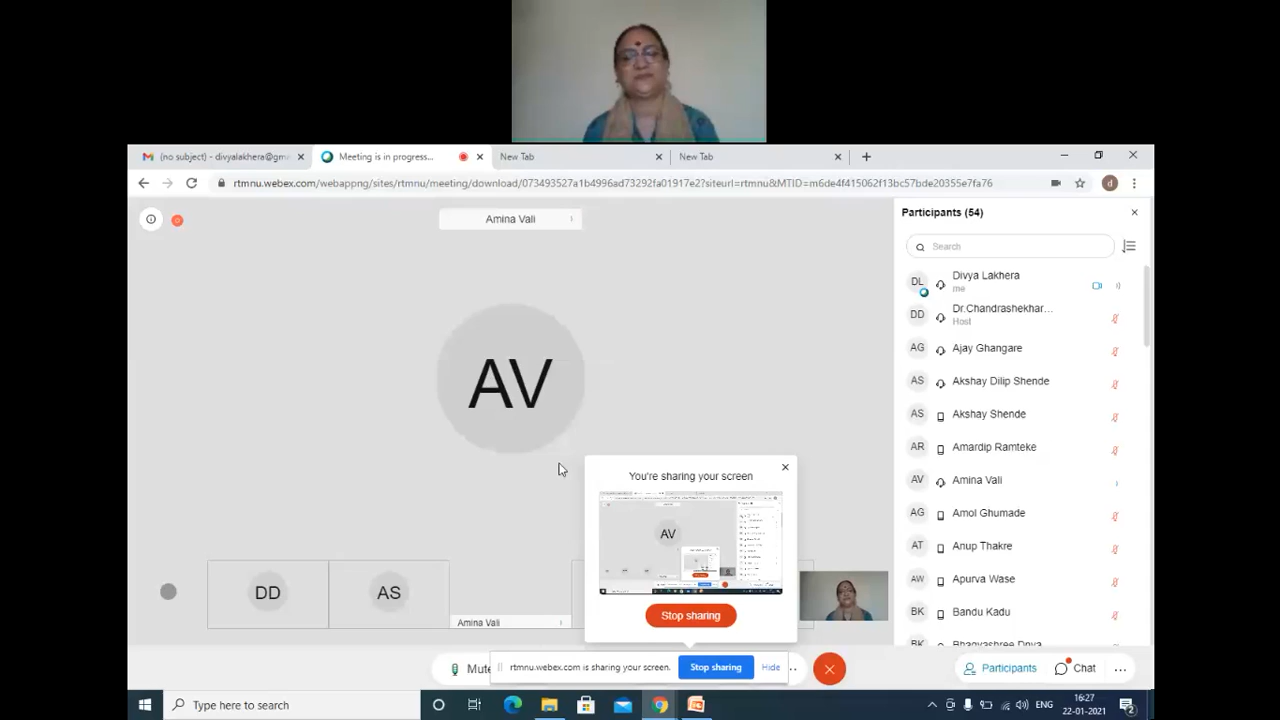 (no subject) - divyalakhera@gma
Meeting is in progress...
New Tab
New Tab
rtmnu.webex.com/webappng/sites/rtmnu/meeting/download/073493527a1b4996ad73292fa01917e2?siteurl=rtmnu&MTID=m6de4f415062f13bc57bde20355e7fa76
d
Amina Vali
AV
Participants (54)
Search
DL
Divya Lakhera
me
DD
Dr.Chandrashekhar...
Host
AG
Ajay Ghangare
AS
Akshay Dilip Shende
AS
Akshay Shende
AR
Amardip Ramteke
AV
Amina Vali
AG
Amol Ghumade
AT
Anup Thakre
AW
Apurva Wase
BK
Bandu Kadu
You're sharing your screen
AV
Stop sharing
DD
AS
Amina Vali
Mute
rtmnu.webex.com is sharing your screen.
Stop sharing
Hide
Participants
Chat
Type here to search
ENG
16:27
22-01-2021
2